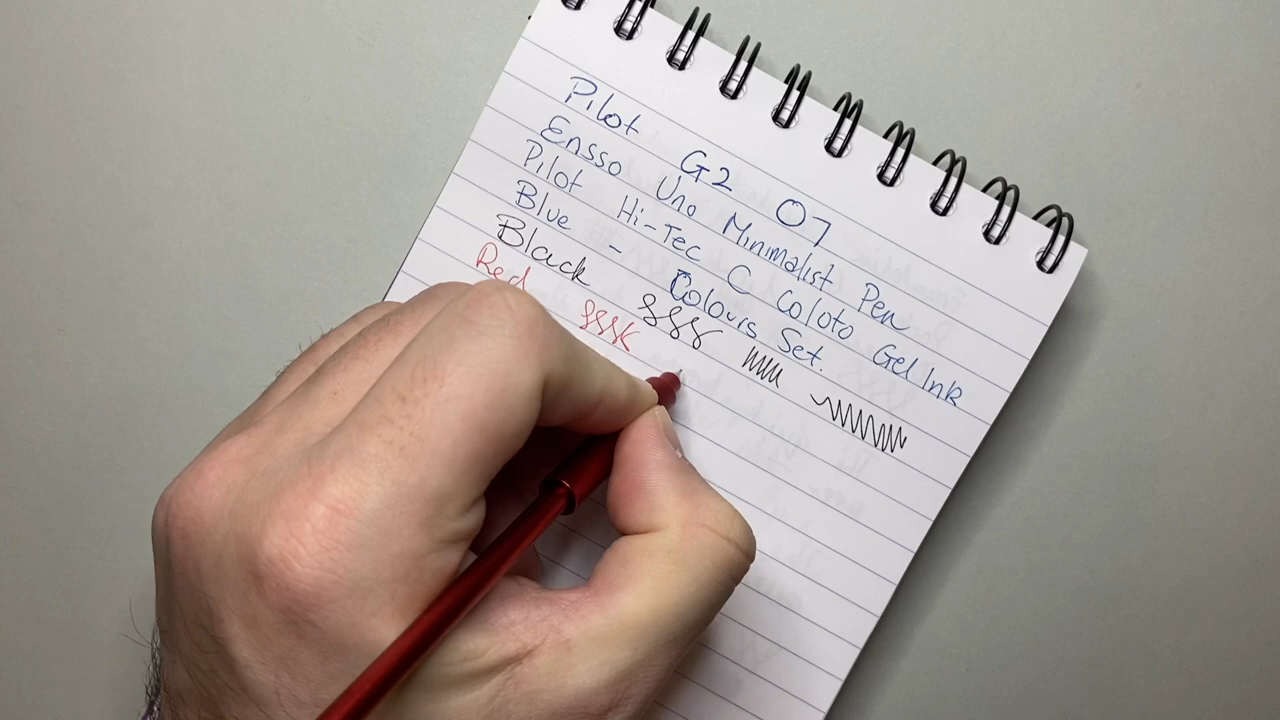 Pilot G2 07
Ensso Uno Minimalist Pen
Pilot Hi-Tec C Coloto Gel Ink
Blue - Colours Set.
Black
Red